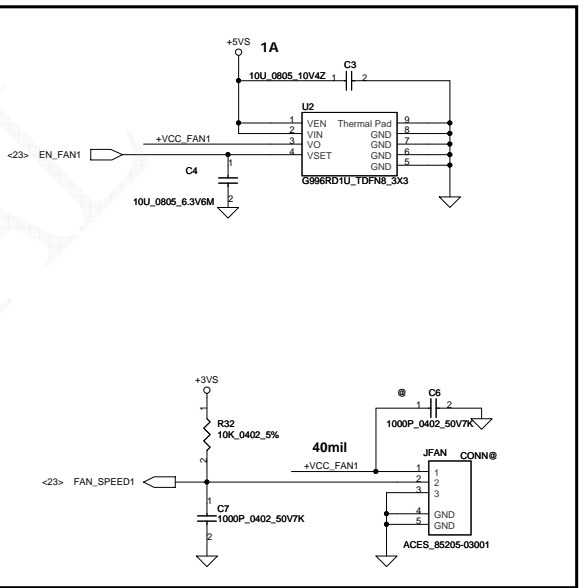 +5VS
1A
C3
10U_0805_10V4Z 1 2
U2
1 VEN Thermal Pad 9
2 VIN GND 8
+VCC_FAN1 3 VO GND 7
<23> EN_FAN1 4 VSET GND 6
GND 5
C4
1
2
10U_0805_6.3V6M
G996RD1U_TDFN8_3X3
+3VS
1
R32
10K_0402_5%
2
@ C6
1 2
1000P_0402_50V7K
40mil
JFAN CONN@
+VCC_FAN1 1 1
<23> FAN_SPEED1 2 2
3 3
1
C7
1000P_0402_50V7K
2
4 GND
5 GND
ACES_85205-03001